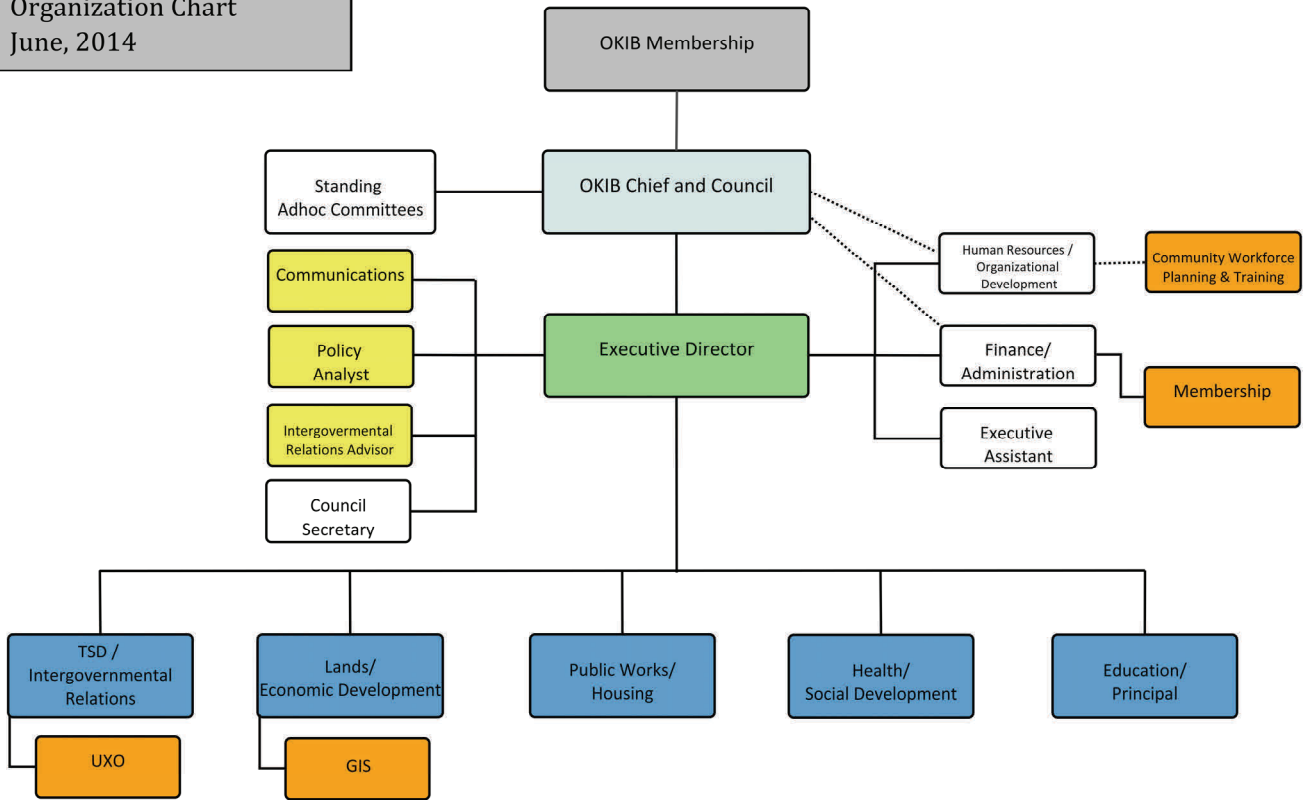 Organization Chart
June, 2014
OKIB Membership
Standing
Adhoc Committees
OKIB Chief and Council
Communications
Human Resources /
Organizational
Development
Community Workforce
Planning & Training
Policy
Analyst
Executive Director
Finance/
Administration
Membership
Intergovermental
Relations Advisor
Executive
Assistant
Council
Secretary
TSD /
Intergovernmental
Relations
Lands/
Economic Development
Public Works/
Housing
Health/
Social Development
Education/
Principal
UXO
GIS